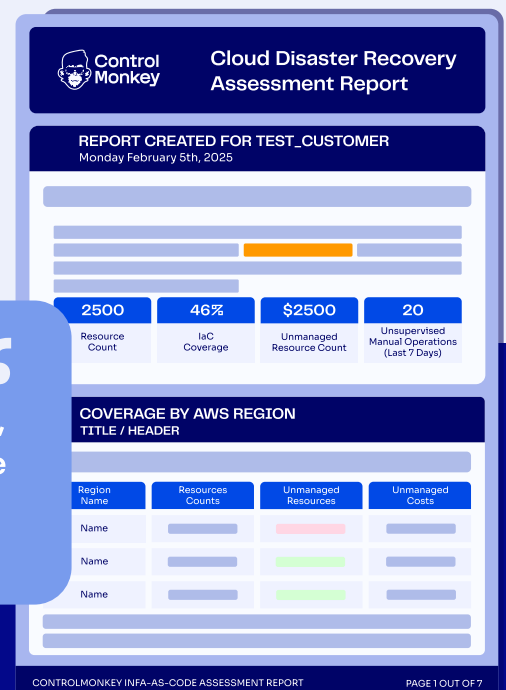 Control
Monkey
Cloud Disaster Recovery
Assessment Report
REPORT CREATED FOR TEST_CUSTOMER
Monday February 5th, 2025
2500
Resource
Count
46%
IaC
Coverage
$2500
Unmanaged
Resource Count
20
Unsupervised
Manual Operations
(Last 7 Days)
COVERAGE BY AWS REGION
TITLE / HEADER
Region
Name
Resources
Counts
Unmanaged
Resources
Unmanaged
Costs
Name
Name
Name
CONTROLMONKEY INFA-AS-CODE ASSESSMENT REPORT
PAGE 1 OUT OF 7